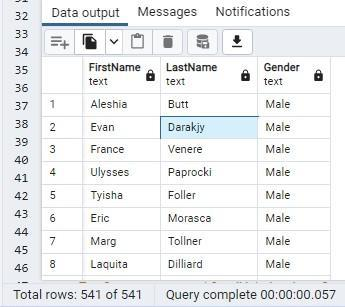 31
32
Data output Messages Notifications
33
34
FirstName LastName Gender
35
text text text
36
37
1 Aleshia Butt Male
38
2 Evan Darakjy Male
39
3 France Venere Male
40
4 Ulysses Paprocki Male
41
42
5 Tyisha Foller Male
43
6 Eric Morasca Male
44
7 Marg Tollner Male
45
46
8 Laquita Dilliard Male
Total rows: 541 of 541 Query complete 00:00:00.057